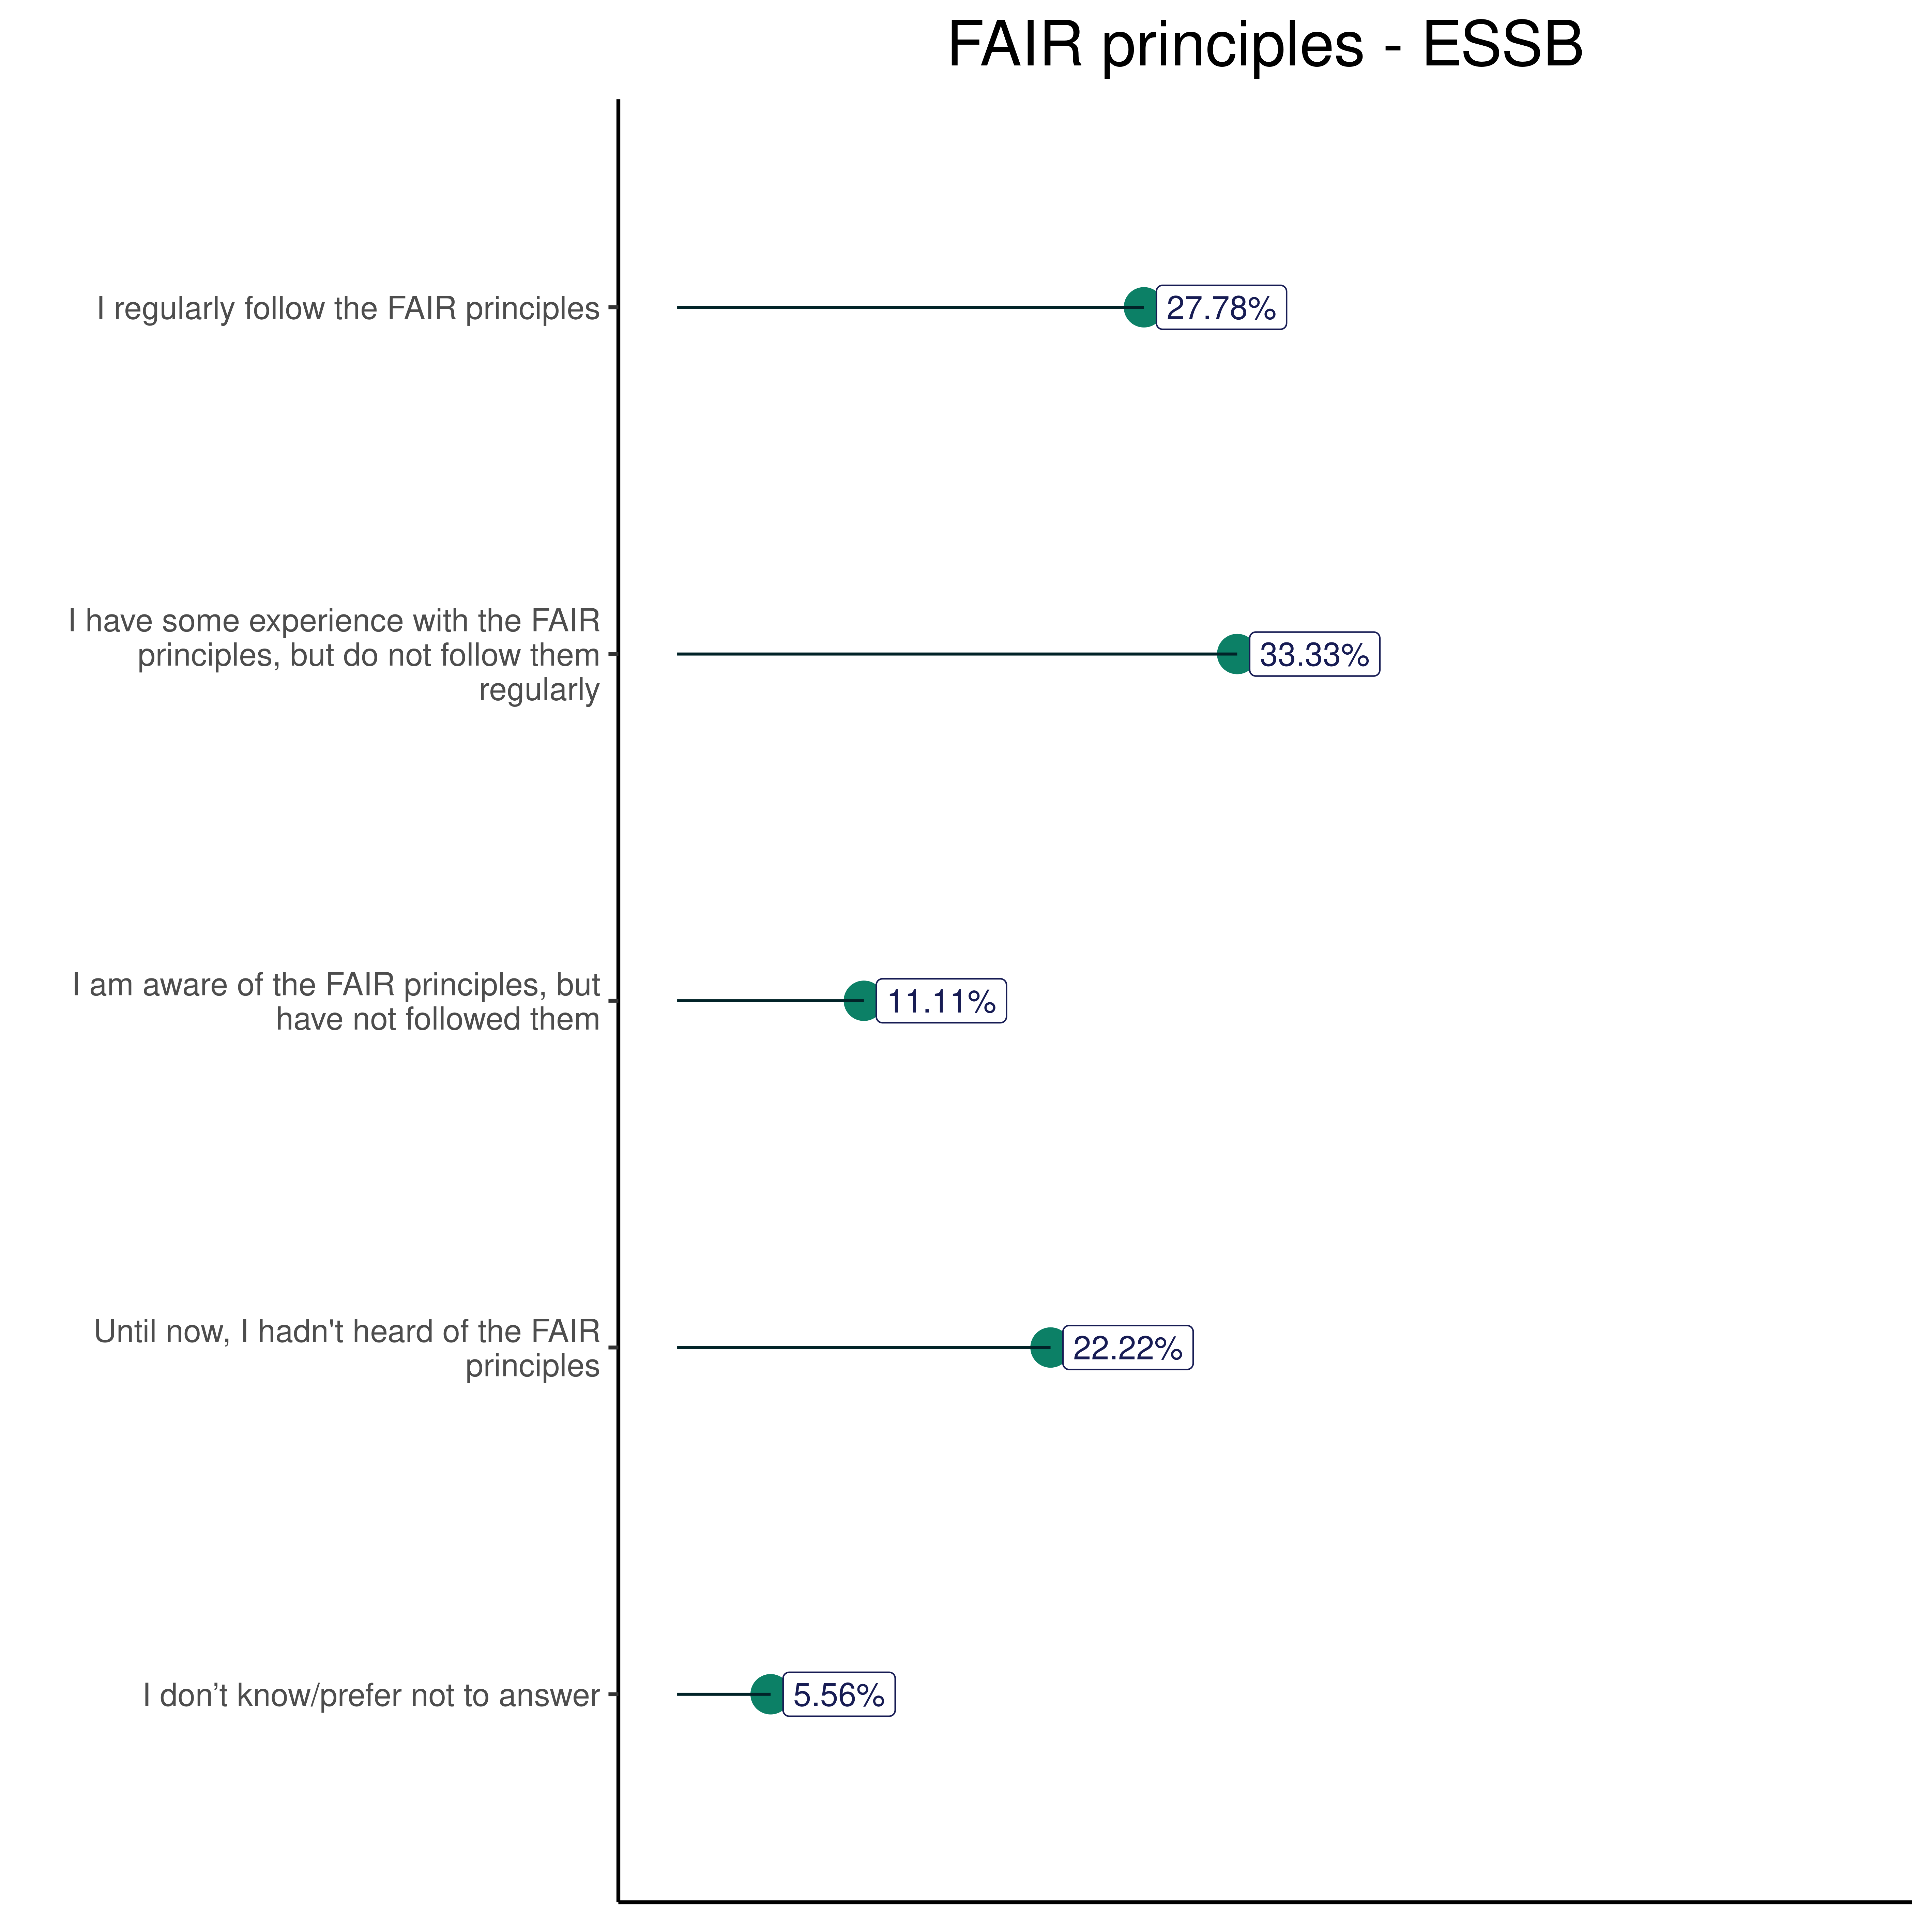 FAIR principles - ESSB
I regularly follow the FAIR principles
27.78%
I have some experience with the FAIR
principles, but do not follow them
regularly
33.33%
I am aware of the FAIR principles, but
have not followed them
11.11%
Until now, I hadn't heard of the FAIR
principles
22.22%
I don’t know/prefer not to answer
5.56%